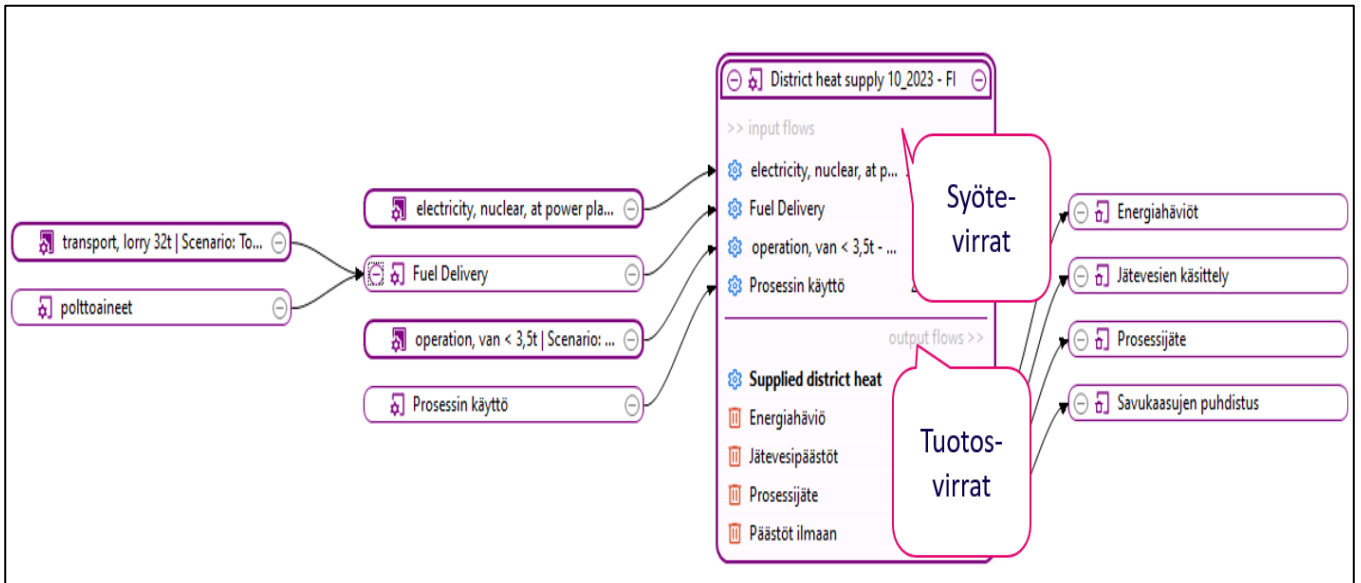 transport, lorry 32t | Scenario: To...
polttoaineet
electricity, nuclear, at power pla...
Fuel Delivery
operation, van < 3,5t | Scenario: ...
Prosessin käyttö
District heat supply 10_2023 - FI
>> input flows
electricity, nuclear, at p...
Fuel Delivery
operation, van < 3,5t - ...
Prosessin käyttö
output flows >>
Supplied district heat
Energiahäviö
Jätevesipäästöt
Prosessijäte
Päästöt ilmaan
Syöte-
virrat
Tuotos-
virrat
Energiahäviöt
Jätevesien käsittely
Prosessijäte
Savukaasujen puhdistus